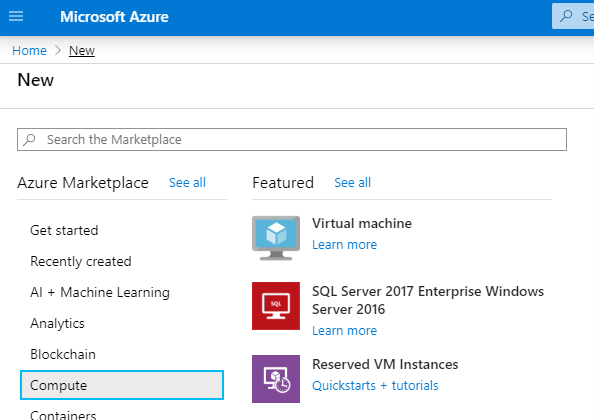 Microsoft Azure
Home > New
New
Search the Marketplace
Azure Marketplace See all
Get started
Recently created
AI + Machine Learning
Analytics
Blockchain
Compute
Containers
Featured See all
Virtual machine
Learn more
SQL
SQL Server 2017 Enterprise Windows
Server 2016
Learn more
Reserved VM Instances
Quickstarts + tutorials